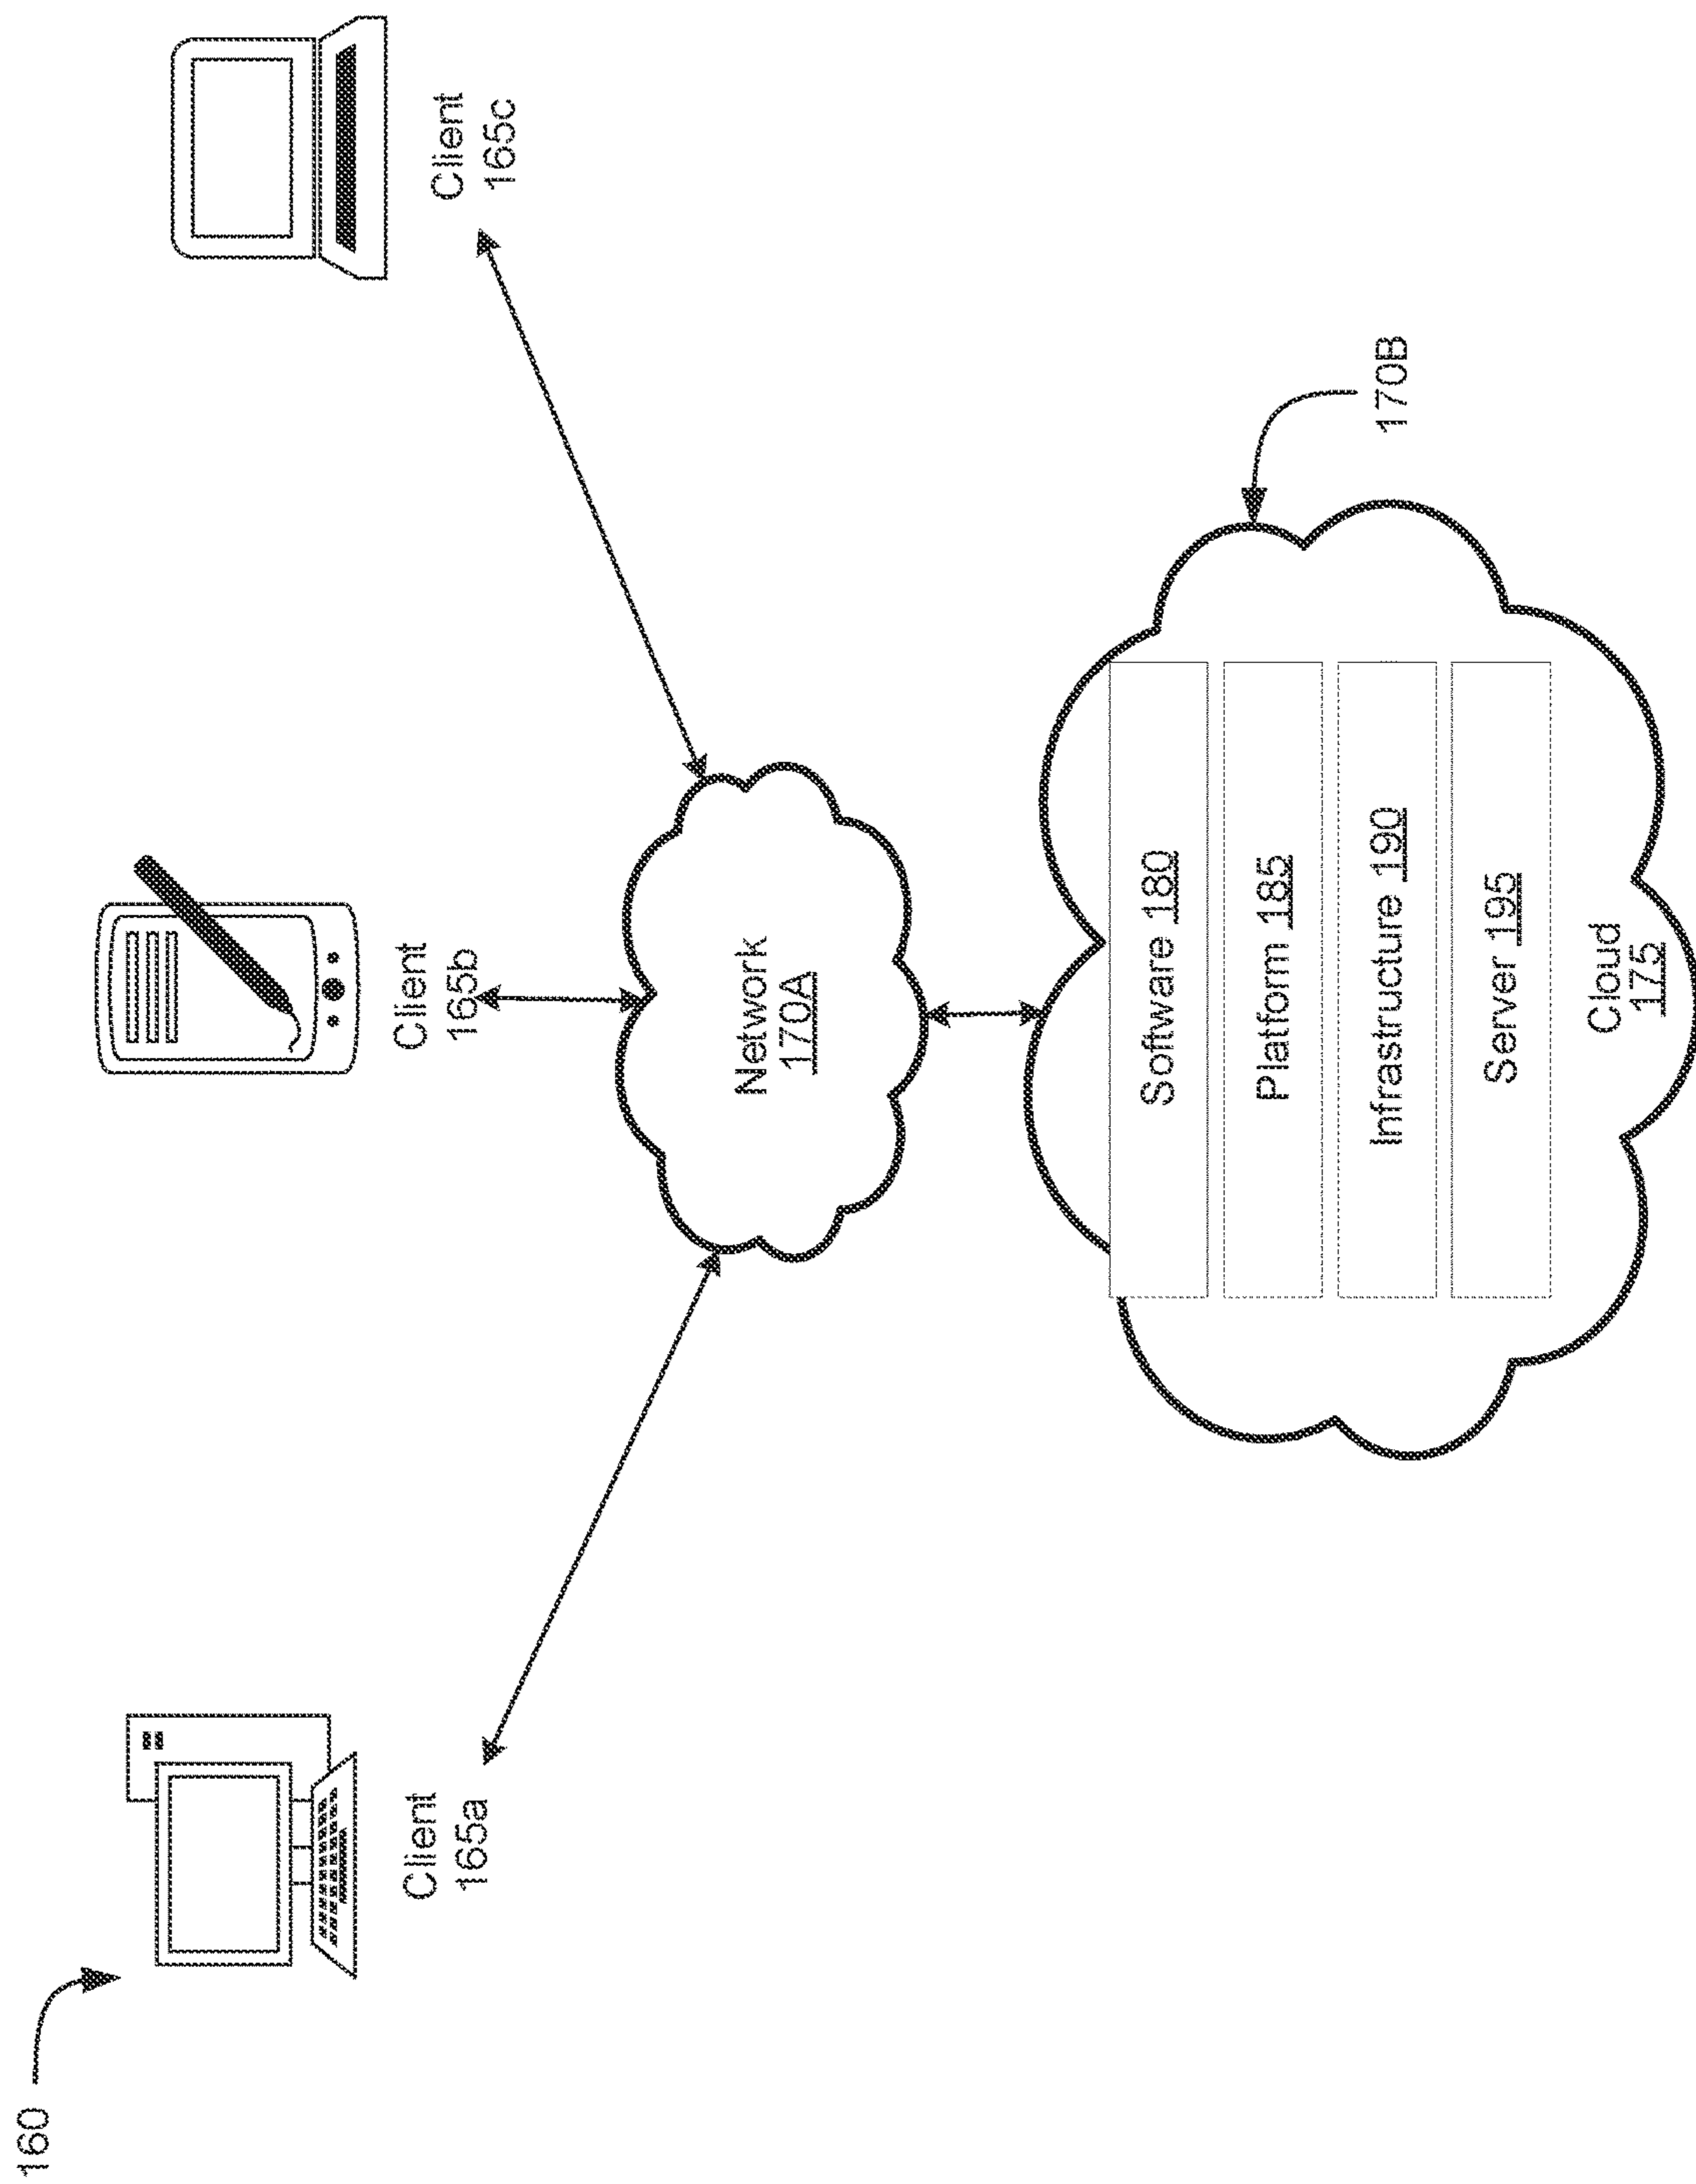 160
Client
165a
Client
165b
Client
165c
Network
170A
170B
Software 180
Platform 185
Infrastructure 190
Server 195
Cloud
175